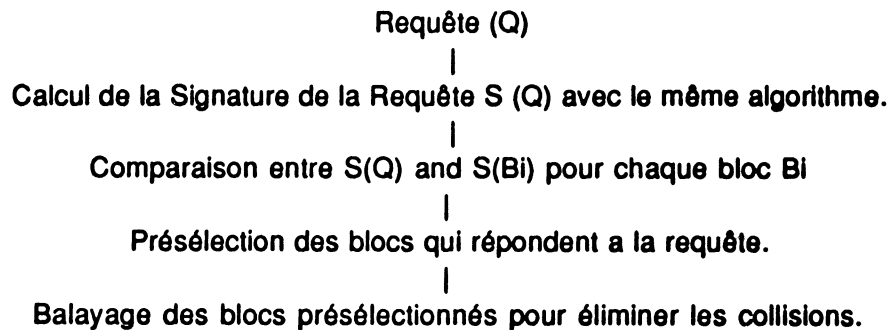 Requête (Q)
Calcul de la Signature de la Requête S (Q) avec le même algorithme.
Comparaison entre S(Q) and S(Bi) pour chaque bloc Bi
Présélection des blocs qui répondent a la requête.
Balayage des blocs présélectionnés pour éliminer les collisions.